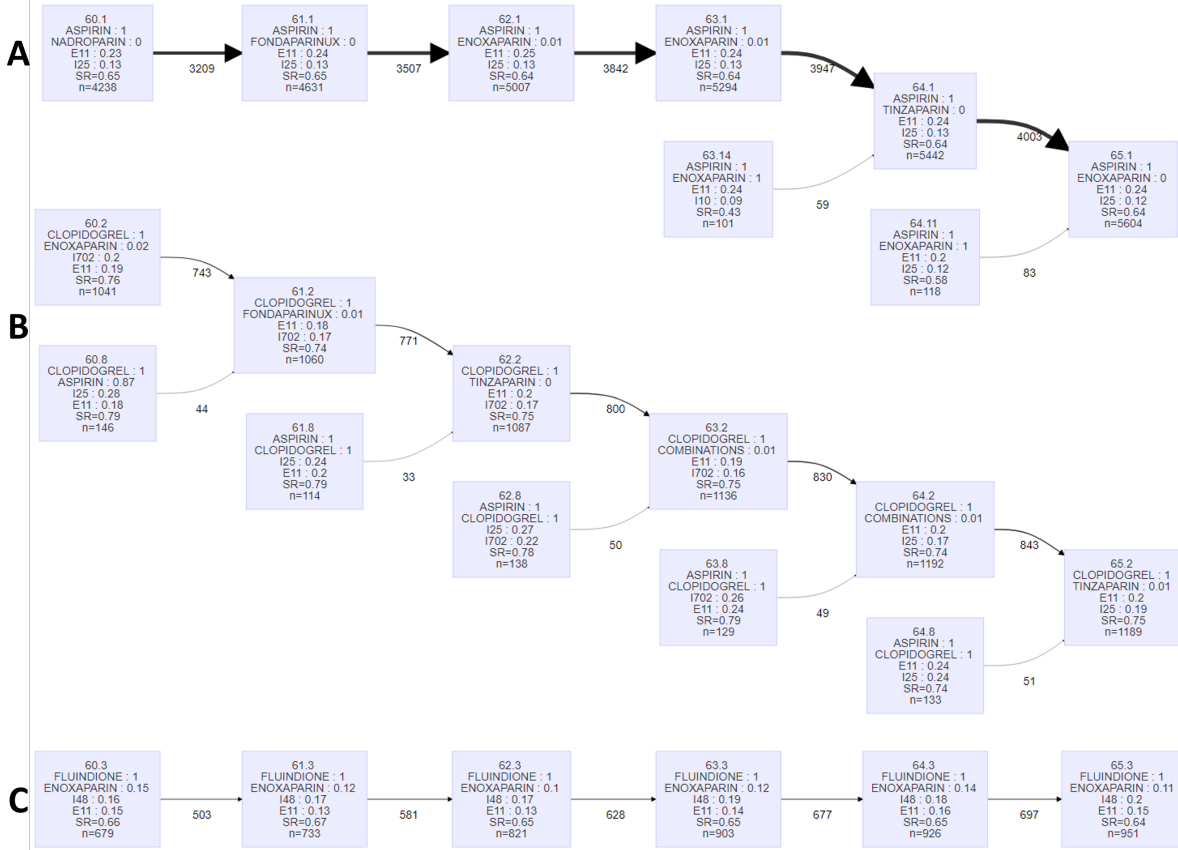 A
60.1
ASPIRIN : 1
NADROPARIN : 0
E11 : 0.23
I25 : 0.13
SR=0.65
n=4238
3209
61.1
ASPIRIN : 1
FONDAPARINUX : 0
E11 : 0.24
I25 : 0.13
SR=0.65
n=4631
3507
62.1
ASPIRIN : 1
ENOXAPARIN : 0.01
E11 : 0.25
I25 : 0.13
SR=0.64
n=5007
3842
63.1
ASPIRIN : 1
ENOXAPARIN : 0.01
E11 : 0.24
I25 : 0.13
SR=0.64
n=5294
3947
64.1
ASPIRIN : 1
TINZAPARIN : 0
E11 : 0.24
I25 : 0.13
SR=0.64
n=5442
4003
65.1
ASPIRIN : 1
ENOXAPARIN : 0
E11 : 0.24
I25 : 0.12
SR=0.64
n=5604
63.14
ASPIRIN : 1
ENOXAPARIN : 1
E11 : 0.24
I10 : 0.09
SR=0.43
n=101
59
64.11
ASPIRIN : 1
ENOXAPARIN : 1
E11 : 0.2
I25 : 0.12
SR=0.58
n=118
83
B
60.2
CLOPIDOGREL : 1
ENOXAPARIN : 0.02
I702 : 0.2
E11 : 0.19
SR=0.76
n=1041
743
61.2
CLOPIDOGREL : 1
FONDAPARINUX : 0.01
E11 : 0.18
I702 : 0.17
SR=0.74
n=1060
771
60.8
CLOPIDOGREL : 1
ASPIRIN : 0.87
I25 : 0.28
E11 : 0.18
SR=0.79
n=146
44
62.2
CLOPIDOGREL : 1
TINZAPARIN : 0
E11 : 0.2
I702 : 0.17
SR=0.75
n=1087
800
61.8
ASPIRIN : 1
CLOPIDOGREL : 1
I25 : 0.24
E11 : 0.2
SR=0.79
n=114
33
63.2
CLOPIDOGREL : 1
COMBINATIONS : 0.01
E11 : 0.19
I702 : 0.16
SR=0.75
n=1136
830
62.8
ASPIRIN : 1
CLOPIDOGREL : 1
I25 : 0.27
I702 : 0.22
SR=0.78
n=138
50
64.2
CLOPIDOGREL : 1
COMBINATIONS : 0.01
E11 : 0.2
I25 : 0.17
SR=0.74
n=1192
843
63.8
ASPIRIN : 1
CLOPIDOGREL : 1
I702 : 0.26
E11 : 0.24
SR=0.79
n=129
49
65.2
CLOPIDOGREL : 1
TINZAPARIN : 0.01
E11 : 0.2
I25 : 0.19
SR=0.75
n=1189
64.8
ASPIRIN : 1
CLOPIDOGREL : 1
E11 : 0.24
I25 : 0.24
SR=0.74
n=133
51
C
60.3
FLUINDIONE : 1
ENOXAPARIN : 0.15
I48 : 0.16
E11 : 0.15
SR=0.66
n=679
503
61.3
FLUINDIONE : 1
ENOXAPARIN : 0.12
I48 : 0.17
E11 : 0.13
SR=0.67
n=733
581
62.3
FLUINDIONE : 1
ENOXAPARIN : 0.1
I48 : 0.17
E11 : 0.13
SR=0.65
n=821
628
63.3
FLUINDIONE : 1
ENOXAPARIN : 0.12
I48 : 0.19
E11 : 0.14
SR=0.65
n=903
677
64.3
FLUINDIONE : 1
ENOXAPARIN : 0.14
I48 : 0.18
E11 : 0.16
SR=0.65
n=926
697
65.3
FLUINDIONE : 1
ENOXAPARIN : 0.11
I48 : 0.2
E11 : 0.15
SR=0.64
n=951